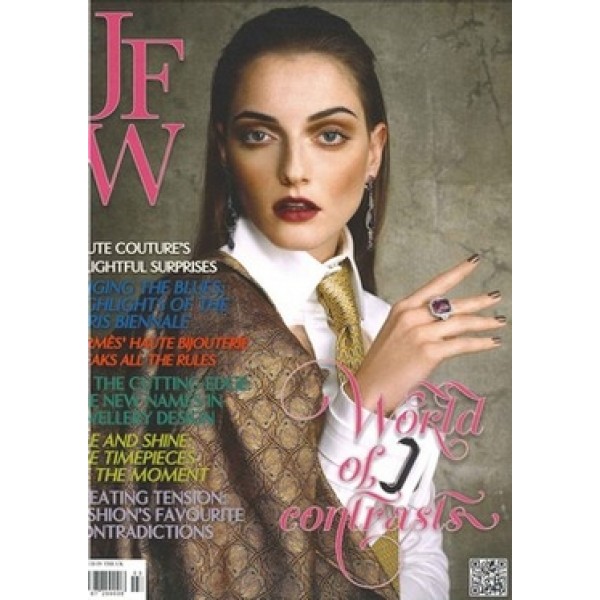 JF
W
UTE COUTURE'S
LIGHTFUL SURPRISES
NGING THE BLUES:
GHLIGHTS OF THE
RIS BIENNALE
RMÈS' HAUTE BIJOUTERIE
EAKS ALL THE RULES
THE CUTTING EDGE
E NEW NAMES IN
WELLERY DESIGN
E AND SHINE
E TIMEPIECES
THE MOMENT
EATING TENSION:
SHION'S FAVOURITE
ONTRADICTIONS
World
of
contrasts